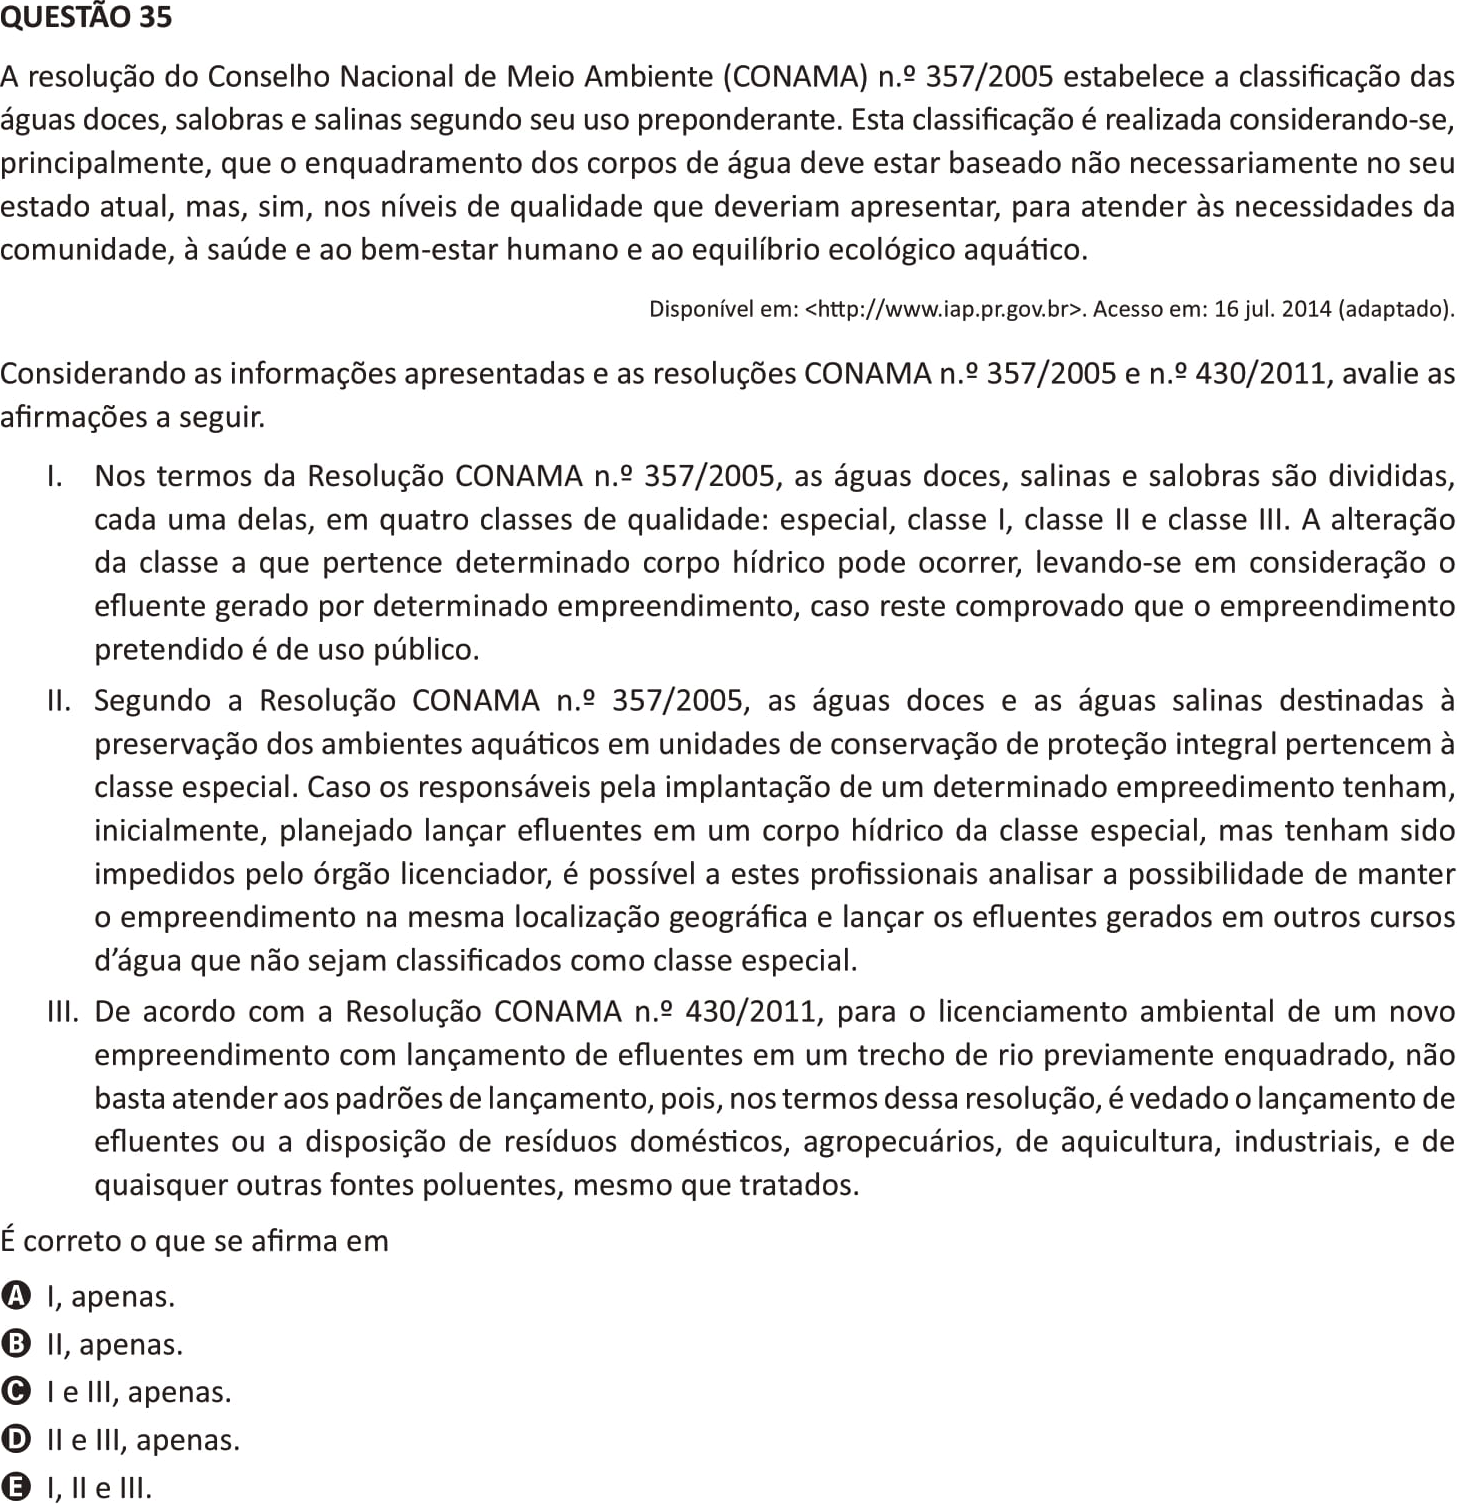 QUESTÃO 35
A resolução do Conselho Nacional de Meio Ambiente (CONAMA) n.º 357/2005 estabelece a classificação das
águas doces, salobras e salinas segundo seu uso preponderante. Esta classificação é realizada considerando-se,
principalmente, que o enquadramento dos corpos de água deve estar baseado não necessariamente no seu
estado atual, mas, sim, nos níveis de qualidade que deveriam apresentar, para atender às necessidades da
comunidade, à saúde e ao bem-estar humano e ao equilíbrio ecológico aquático.
Disponível em: <http://www.iap.pr.gov.br>. Acesso em: 16 jul. 2014 (adaptado).
Considerando as informações apresentadas e as resoluções CONAMA n.º 357/2005 e n.º 430/2011, avalie as
afirmações a seguir.
I. Nos termos da Resolução CONAMA n.º 357/2005, as águas doces, salinas e salobras são divididas,
cada uma delas, em quatro classes de qualidade: especial, classe I, classe II e classe III. A alteração
da classe a que pertence determinado corpo hídrico pode ocorrer, levando-se em consideração o
efluente gerado por determinado empreendimento, caso reste comprovado que o empreendimento
pretendido é de uso público.
II. Segundo a Resolução CONAMA n.º 357/2005, as águas doces e as águas salinas destinadas à
preservação dos ambientes aquáticos em unidades de conservação de proteção integral pertencem à
classe especial. Caso os responsáveis pela implantação de um determinado empreedimento tenham,
inicialmente, planejado lançar efluentes em um corpo hídrico da classe especial, mas tenham sido
impedidos pelo órgão licenciador, é possível a estes profissionais analisar a possibilidade de manter
o empreendimento na mesma localização geográfica e lançar os efluentes gerados em outros cursos
d’água que não sejam classificados como classe especial.
III. De acordo com a Resolução CONAMA n.º 430/2011, para o licenciamento ambiental de um novo
empreendimento com lançamento de efluentes em um trecho de rio previamente enquadrado, não
basta atender aos padrões de lançamento, pois, nos termos dessa resolução, é vedado o lançamento de
efluentes ou a disposição de resíduos domésticos, agropecuários, de aquicultura, industriais, e de
quaisquer outras fontes poluentes, mesmo que tratados.
É correto o que se afirma em
A I, apenas.
B II, apenas.
C I e III, apenas.
D II e III, apenas.
E I, II e III.